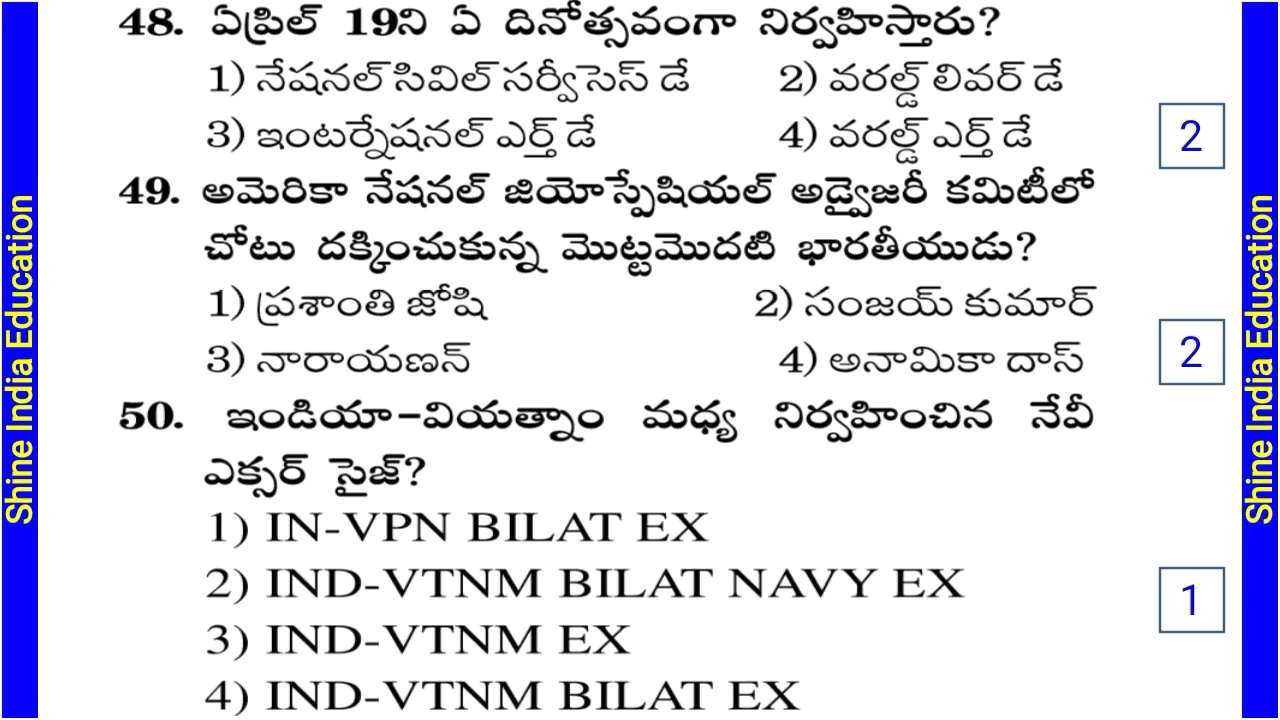 Shine India Education
48. ఏప్రిల్ 19ని ఏ దినోత్సవంగా నిర్వహిస్తారు?
1) నేషనల్ సివిల్ సర్వీసెస్ డే 2) వరల్డ్ లివర్ డే
3) ఇంటర్నేషనల్ ఎర్త్ డే 4) వరల్డ్ ఎర్త్ డే
2
49. అమెరికా నేషనల్ జియోస్పేషియల్ అడ్వైజరీ కమిటీలో
చోటు దక్కించుకున్న మొట్టమొదటి భారతీయుడు?
1) ప్రశాంతి జోషి 2) సంజయ్ కుమార్
3) నారాయణన్ 4) అనామికా దాస్
2
50. ఇండియా-వియత్నాం మధ్య నిర్వహించిన నేవీ
ఎక్సర్ సైజ్?
1) IN-VPN BILAT EX
2) IND-VTNM BILAT NAVY EX
1
3) IND-VTNM EX
4) IND-VTNM BILAT EX
Shine India Education